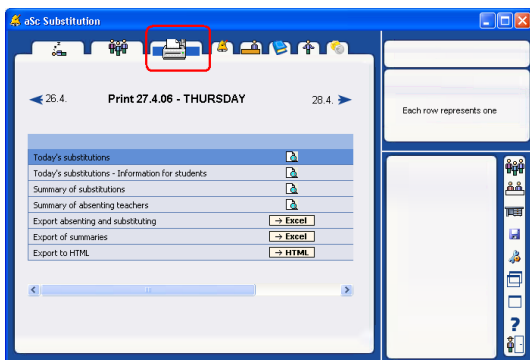 aSc Substitution
26.4.
Print 27.4.06 - THURSDAY
28.4.
Each row represents one
Today's substitutions
Today's substitutions - Information for students
Summary of substitutions
Summary of absenting teachers
Export absenting and substituting → Excel
Export of summaries → Excel
Export to HTML → HTML
?